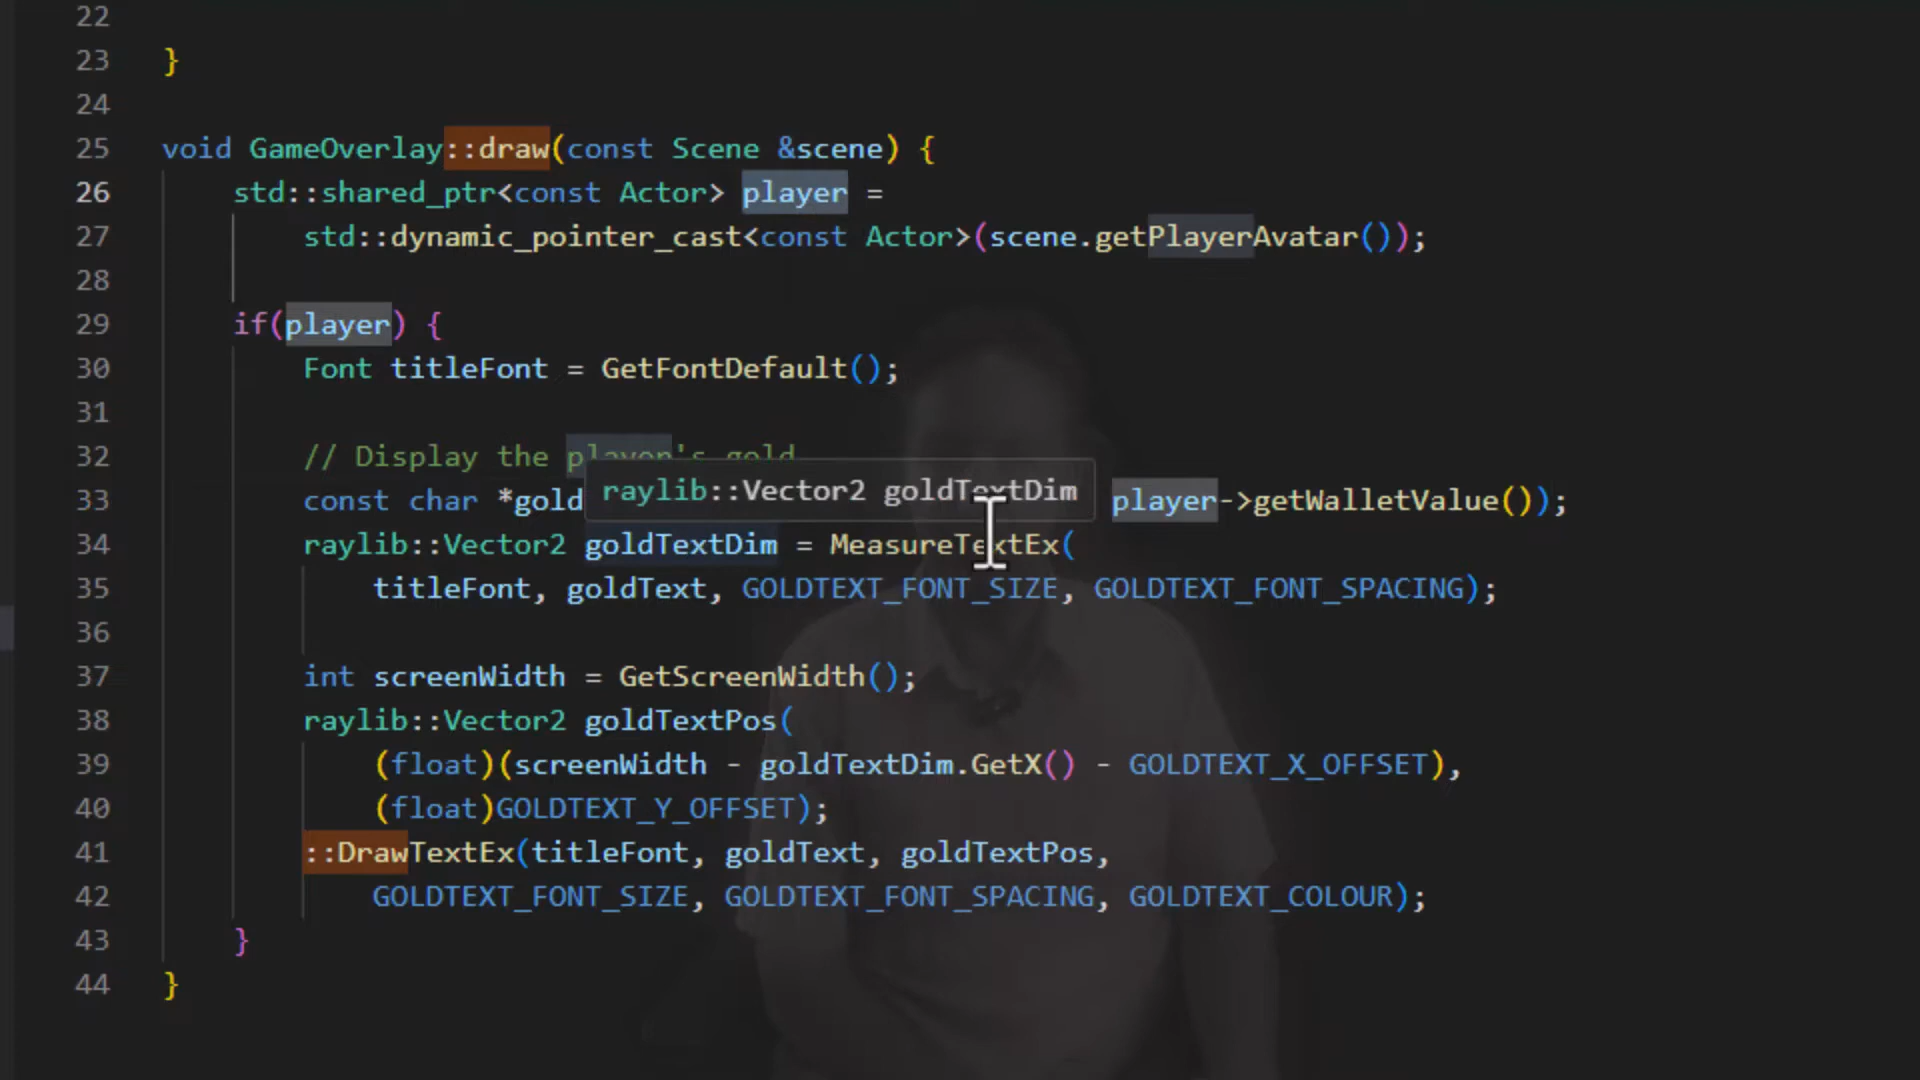 22
23 }
24
25 void GameOverlay::draw(const Scene &scene) {
26 std::shared_ptr<const Actor> player =
27 std::dynamic_pointer_cast<const Actor>(scene.getPlayerAvatar());
28
29 if(player) {
30 Font titleFont = GetFontDefault();
31
32 // Display the player's gold
raylib::Vector2 goldTextDim
33 const char *gold player->getWalletValue());
34 raylib::Vector2 goldTextDim = MeasureTextEx(
35 titleFont, goldText, GOLDTEXT_FONT_SIZE, GOLDTEXT_FONT_SPACING);
36
37 int screenWidth = GetScreenWidth();
38 raylib::Vector2 goldTextPos(
39 (float)(screenWidth - goldTextDim.GetX() - GOLDTEXT_X_OFFSET),
40 (float)GOLDTEXT_Y_OFFSET);
41 ::DrawTextEx(titleFont, goldText, goldTextPos,
42 GOLDTEXT_FONT_SIZE, GOLDTEXT_FONT_SPACING, GOLDTEXT_COLOUR);
43 }
44 }